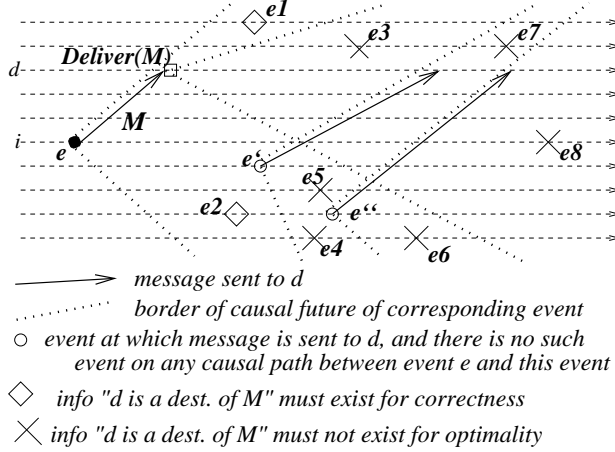 e1
e3
e7
Deliver(M)
d
M
i
e
e'
e8
e5
e2
e''
e4
e6
message sent to d
border of causal future of corresponding event
event at which message is sent to d, and there is no such
event on any causal path between event e and this event
info "d is a dest. of M" must exist for correctness
info "d is a dest. of M" must not exist for optimality